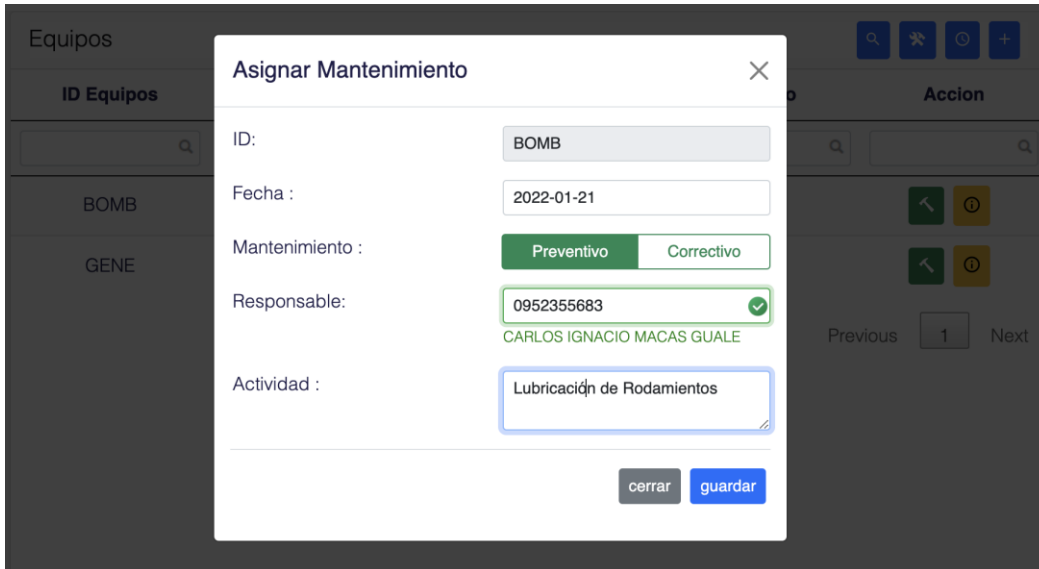 Equipos
Asignar Mantenimiento
ID Equipos
o
Accion
ID:
BOMB
Fecha :
2022-01-21
BOMB
Mantenimiento :
Preventivo
Correctivo
GENE
Responsable:
0952355683
CARLOS IGNACIO MACAS GUALE
Previous
1
Next
Actividad :
Lubricación de Rodamientos
cerrar
guardar